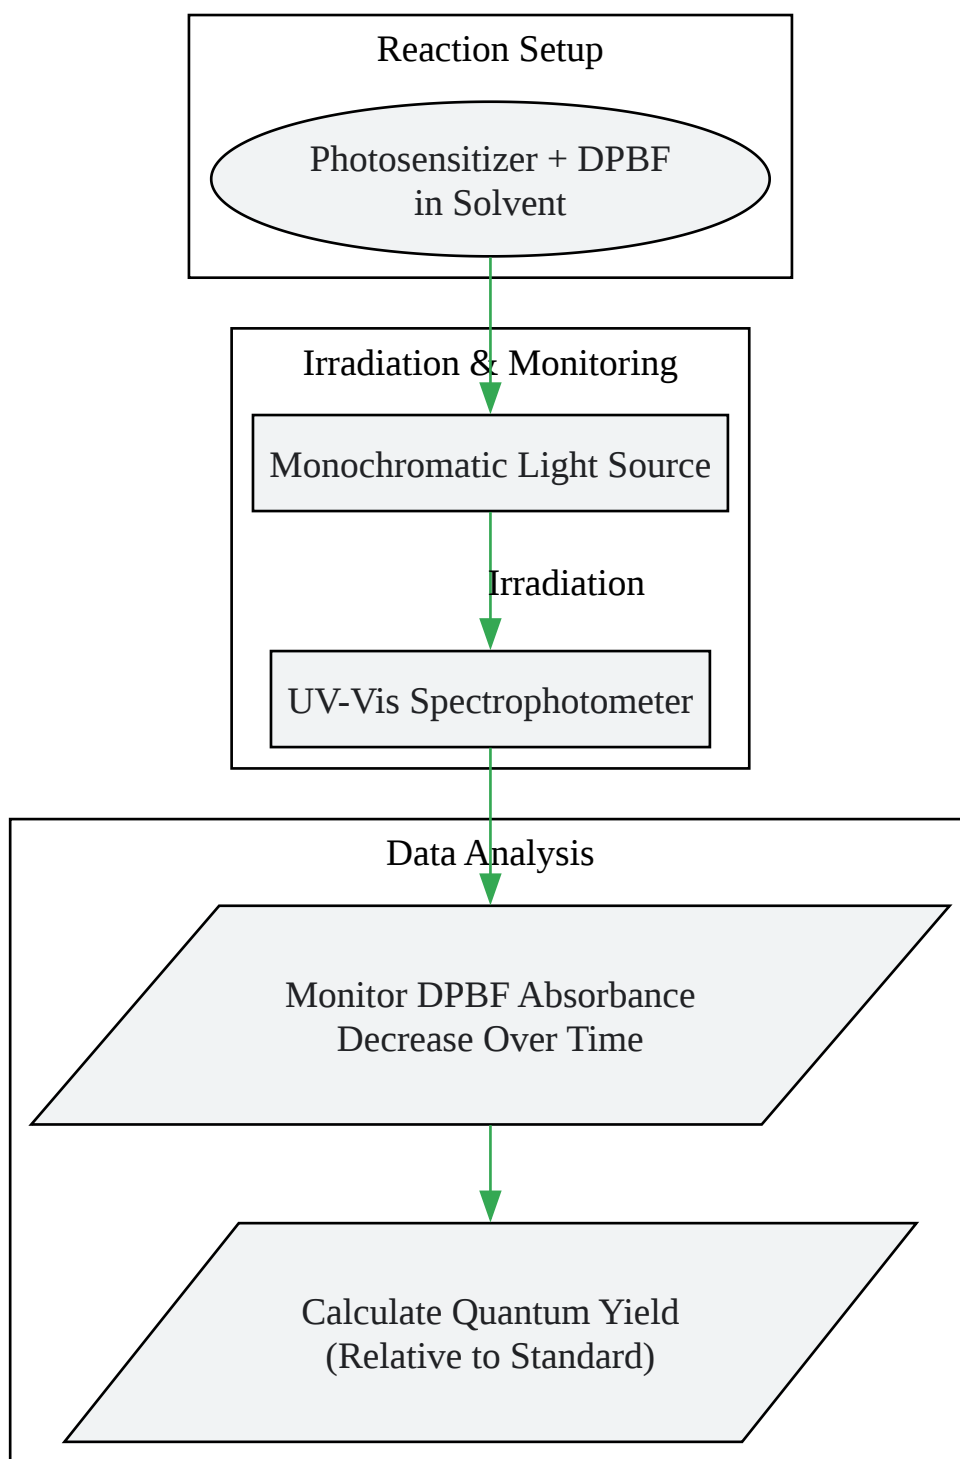 Reaction Setup
Photosensitizer + DPBF
in Solvent
Irradiation & Monitoring
Monochromatic Light Source
Irradiation
UV-Vis Spectrophotometer
Data Analysis
Monitor DPBF Absorbance
Decrease Over Time
Calculate Quantum Yield
(Relative to Standard)